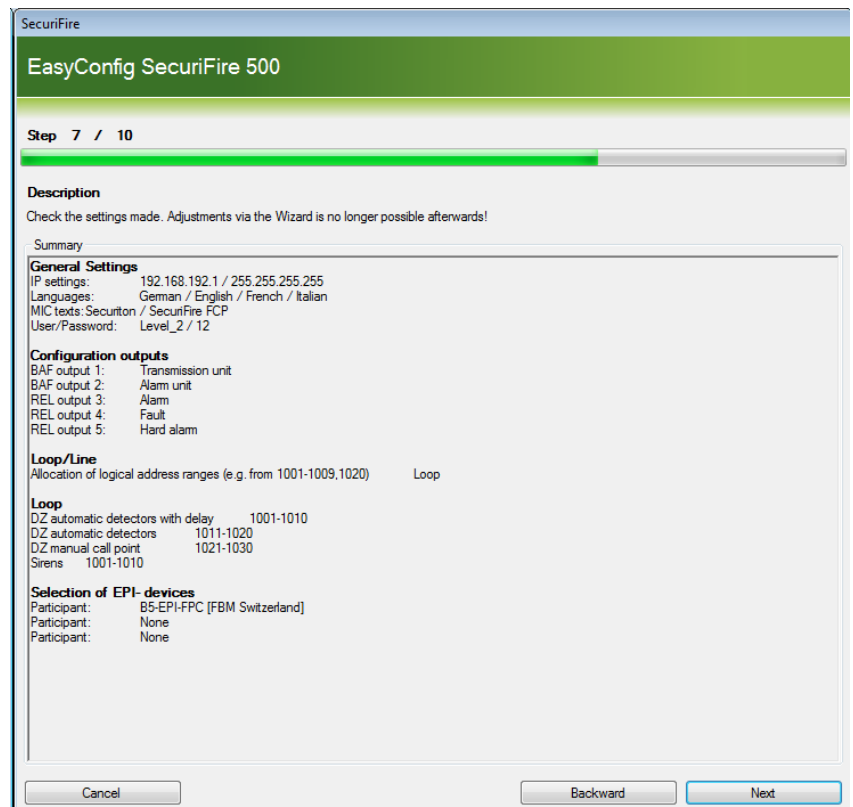 SecuriFire
EasyConfig SecuriFire 500
Step 7 / 10
Description
Check the settings made. Adjustments via the Wizard is no longer possible afterwards!
Summary
General Settings
IP settings: 192.168.192.1 / 255.255.255.255
Languages: German / English / French / Italian
MIC texts: Securiton / SecuriFire FCP
User/Password: Level_2 / 12
Configuration outputs
BAF output 1: Transmission unit
BAF output 2: Alarm unit
REL output 3: Alarm
REL output 4: Fault
REL output 5: Hard alarm
Loop/Line
Allocation of logical address ranges (e.g. from 1001-1009,1020) Loop
Loop
DZ automatic detectors with delay 1001-1010
DZ automatic detectors 1011-1020
DZ manual call point 1021-1030
Sirens 1001-1010
Selection of EPI- devices
Participant: B5-EPI-FPC [FBM Switzerland]
Participant: None
Participant: None
Cancel Backward Next